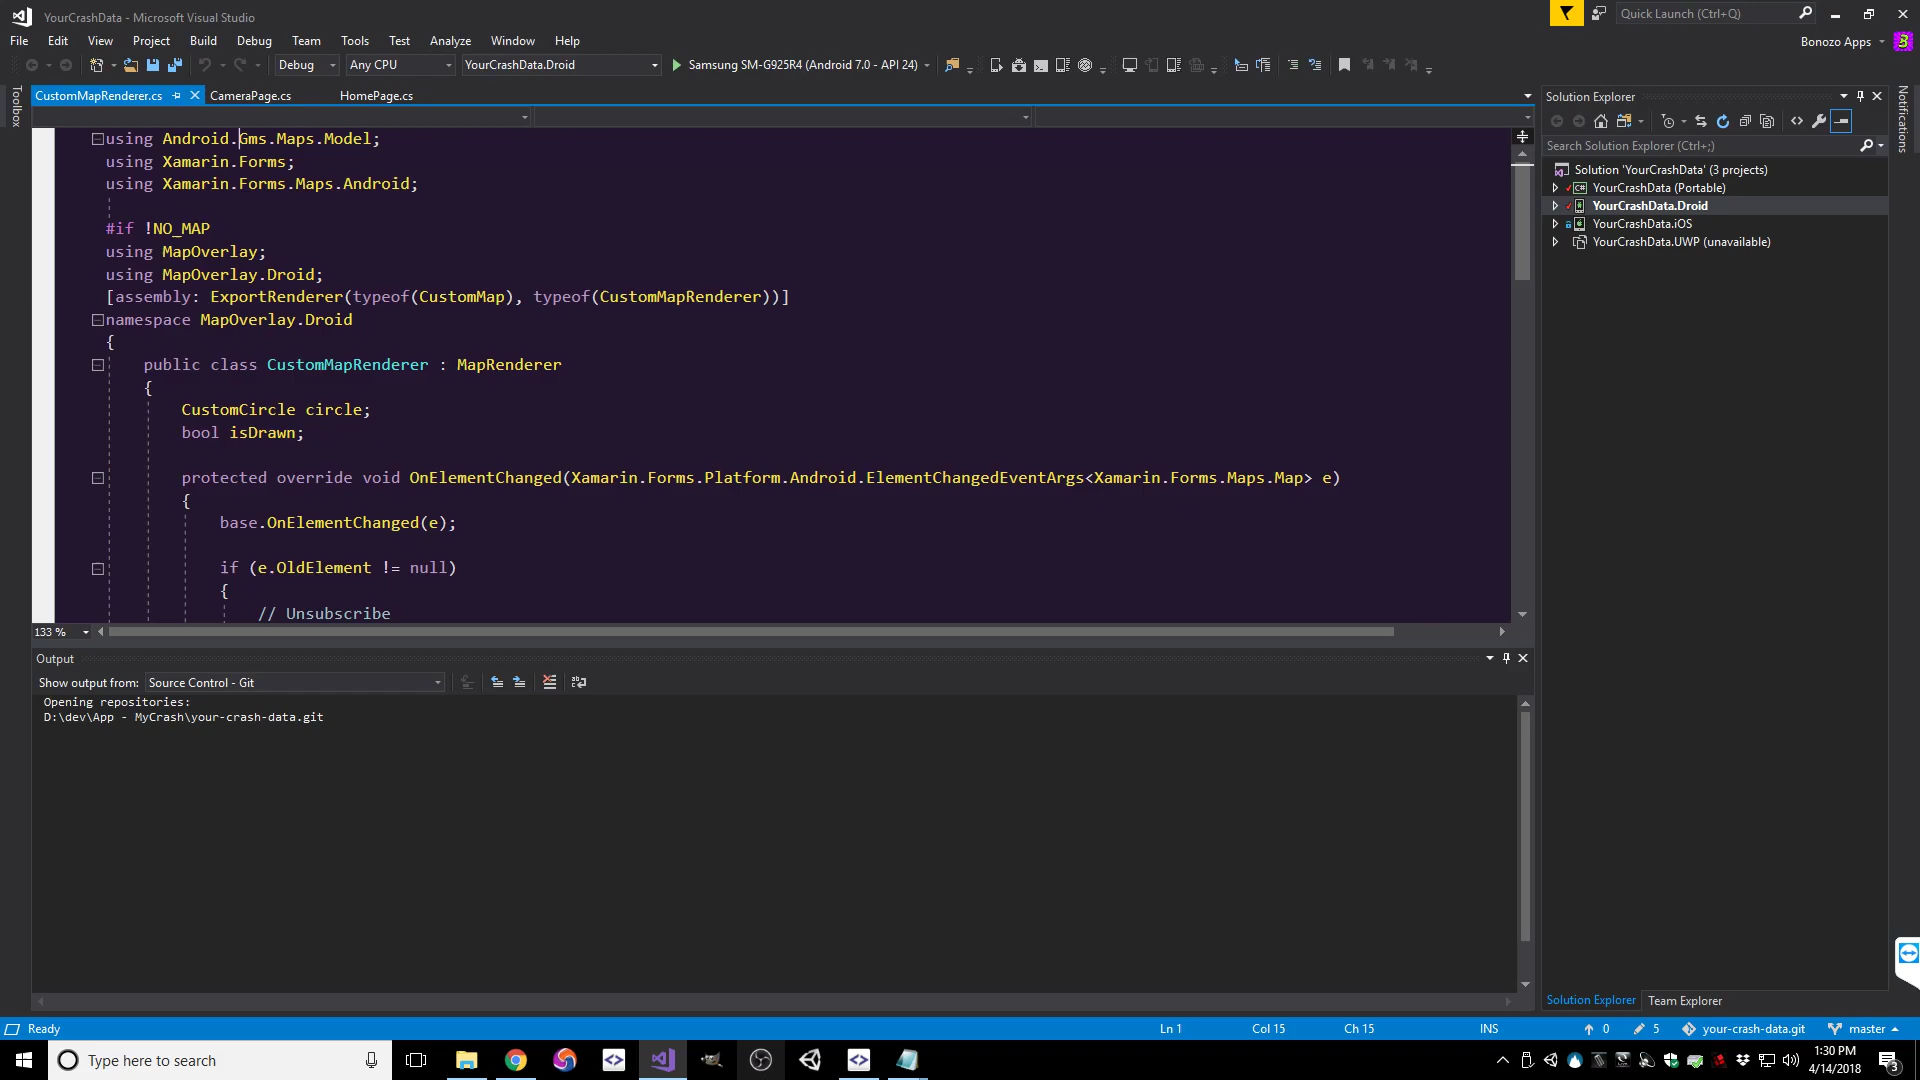 YourCrashData - Microsoft Visual Studio
Quick Launch (Ctrl+Q)
File Edit View Project Build Debug Team Tools Test Analyze Window Help
Bonozo Apps
Debug Any CPU YourCrashData.Droid Samsung SM-G925R4 (Android 7.0 - API 24)
Toolbox
CustomMapRenderer.cs CameraPage.cs HomePage.cs
using Android.Gms.Maps.Model;
using Xamarin.Forms;
using Xamarin.Forms.Maps.Android;
#if !NO_MAP
using MapOverlay;
using MapOverlay.Droid;
[assembly: ExportRenderer(typeof(CustomMap), typeof(CustomMapRenderer))]
namespace MapOverlay.Droid
{
public class CustomMapRenderer : MapRenderer
{
CustomCircle circle;
bool isDrawn;
protected override void OnElementChanged(Xamarin.Forms.Platform.Android.ElementChangedEventArgs<Xamarin.Forms.Maps.Map> e)
{
base.OnElementChanged(e);
if (e.OldElement != null)
{
// Unsubscribe
133 %
Output
Show output from: Source Control - Git
Opening repositories:
D:\dev\App - MyCrash\your-crash-data.git
Solution Explorer
Search Solution Explorer (Ctrl+;)
Solution 'YourCrashData' (3 projects)
YourCrashData (Portable)
YourCrashData.Droid
YourCrashData.iOS
YourCrashData.UWP (unavailable)
Notifications
Solution Explorer Team Explorer
Ready Ln 1 Col 15 Ch 15 INS 0 5 your-crash-data.git master
Type here to search
1:30 PM
4/14/2018
3